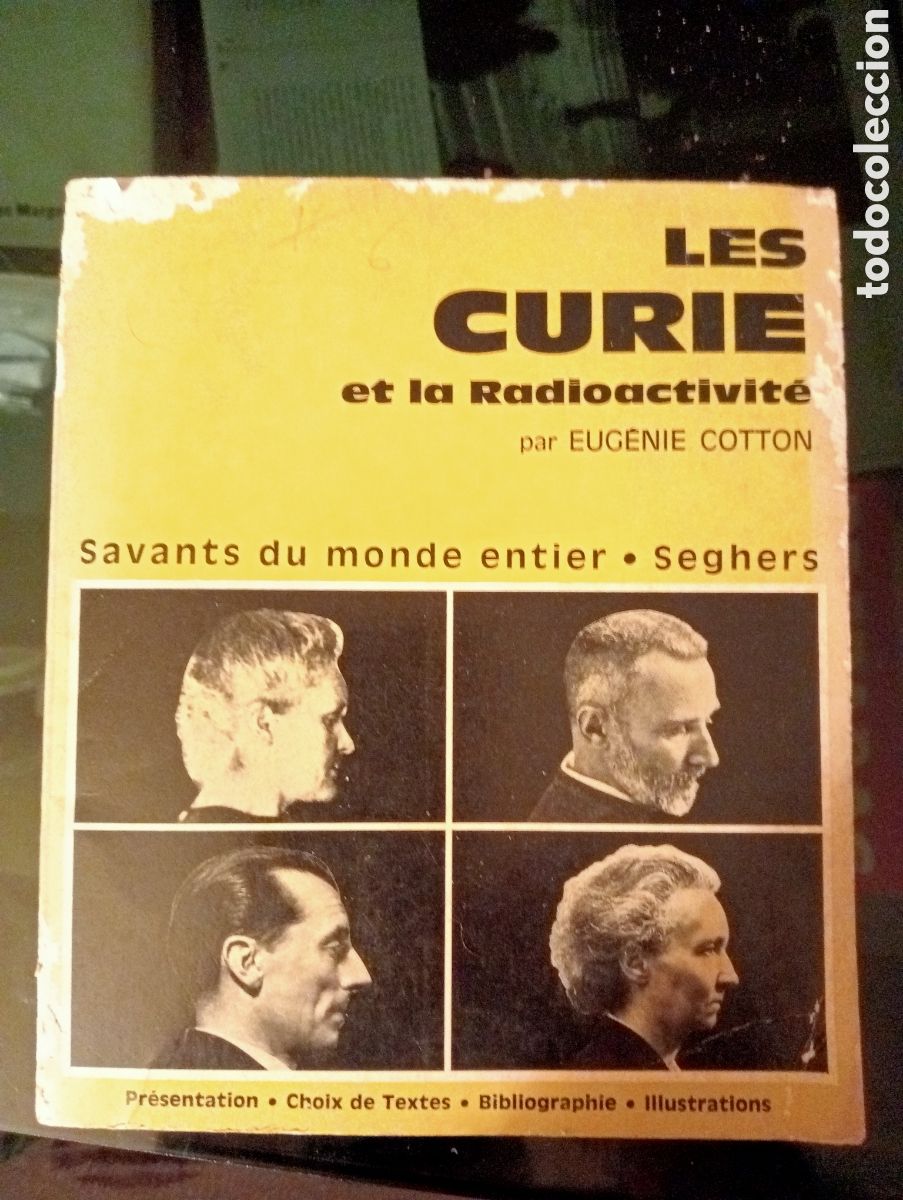 todocoleccion
LES
CURIE
et la Radioactivité
par EUGÉNIE COTTON
Savants du monde entier • Seghers
Présentation • Choix de Textes • Bibliographie • Illustrations